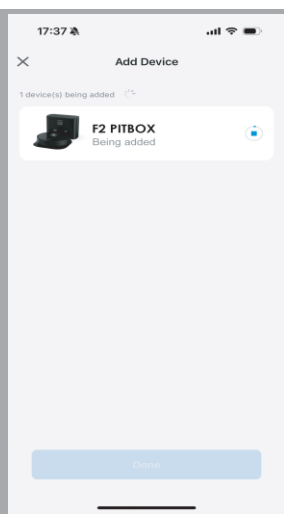 17:37
Add Device
1 device(s) being added
F2 PITBOX
Being added
Done